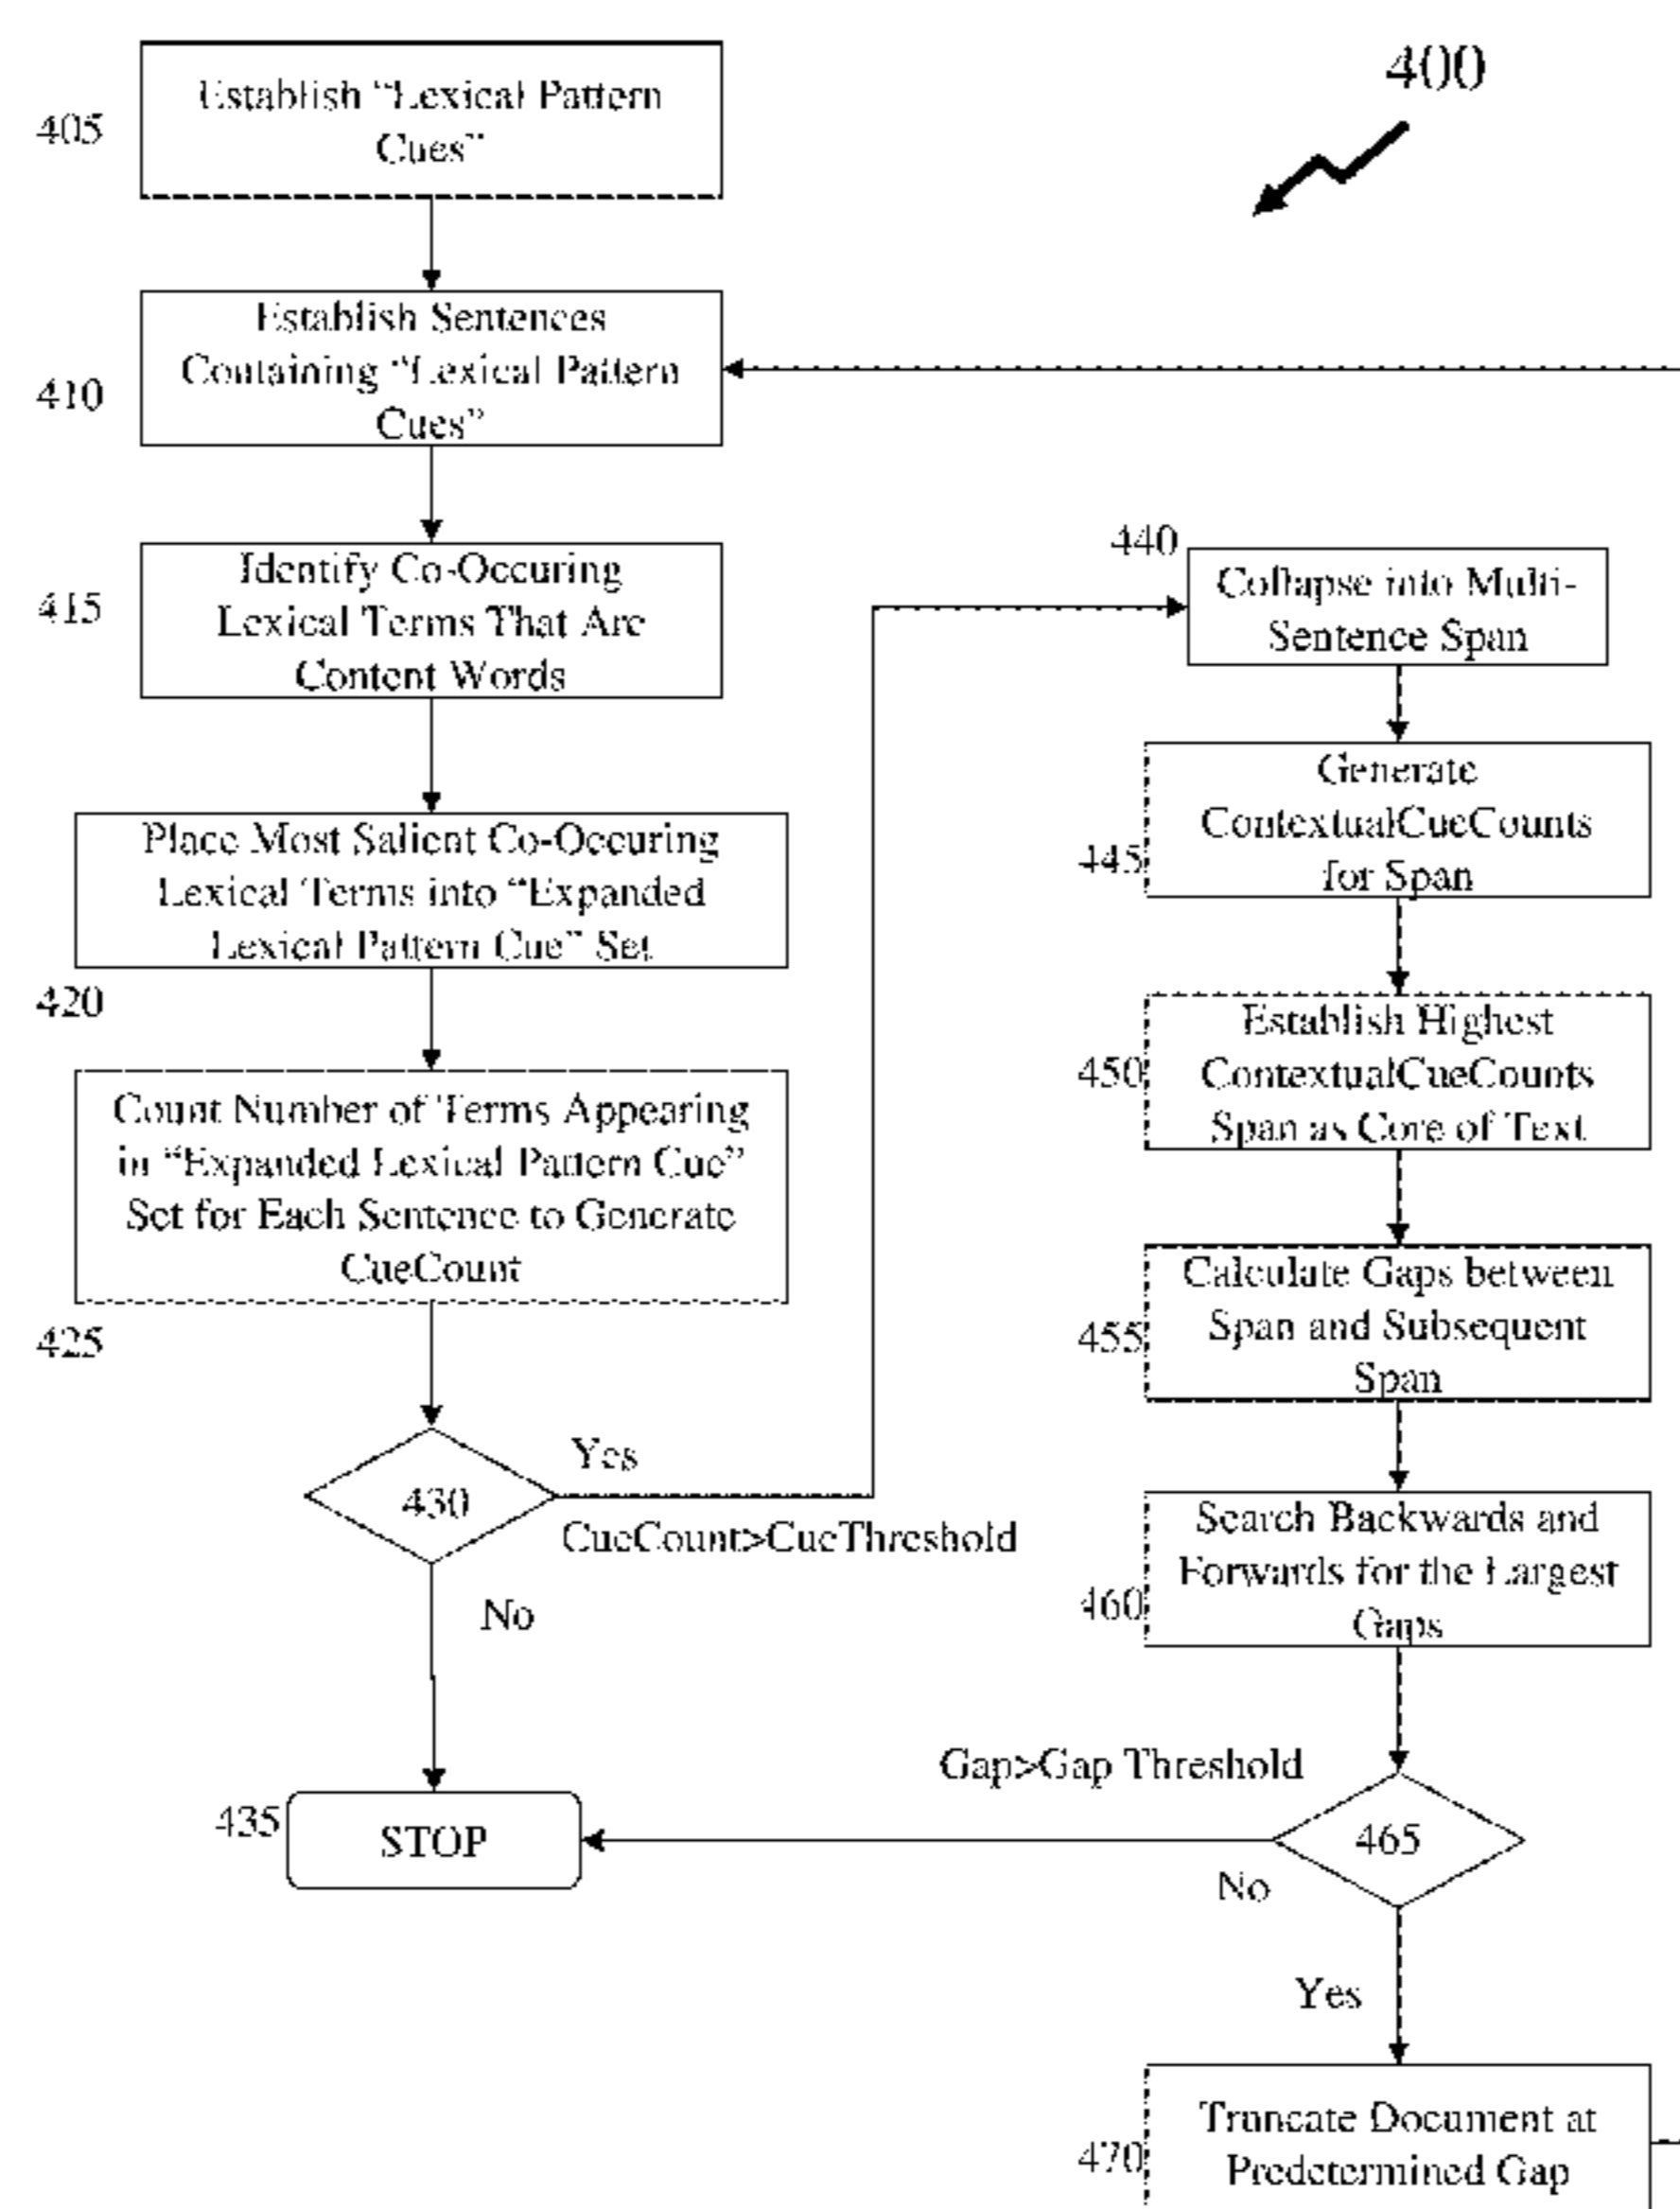 400
405
Establish "Lexical Pattern
Cues"
410
Establish Sentences
Containing "Lexical Pattern
Cues"
415
Identify Co-Occuring
Lexical Terms That Are
Content Words
Place Most Salient Co-Occuring
Lexical Terms into "Expanded
Lexical Pattern Cue" Set
420
Count Number of Terms Appearing
in "Expanded Lexical Pattern Cue"
Set for Each Sentence to Generate
CueCount
425
430
Yes
CueCount>CueThreshold
No
435
STOP
440
Collapse into Multi-
Sentence Span
445
Generate
ContextualCueCounts
for Span
450
Establish Highest
ContextualCueCounts
Span as Core of Text
455
Calculate Gaps between
Span and Subsequent
Span
460
Search Backwards and
Forwards for the Largest
Gaps
Gap>Gap Threshold
465
No
Yes
470
Truncate Document at
Predetermined Gap